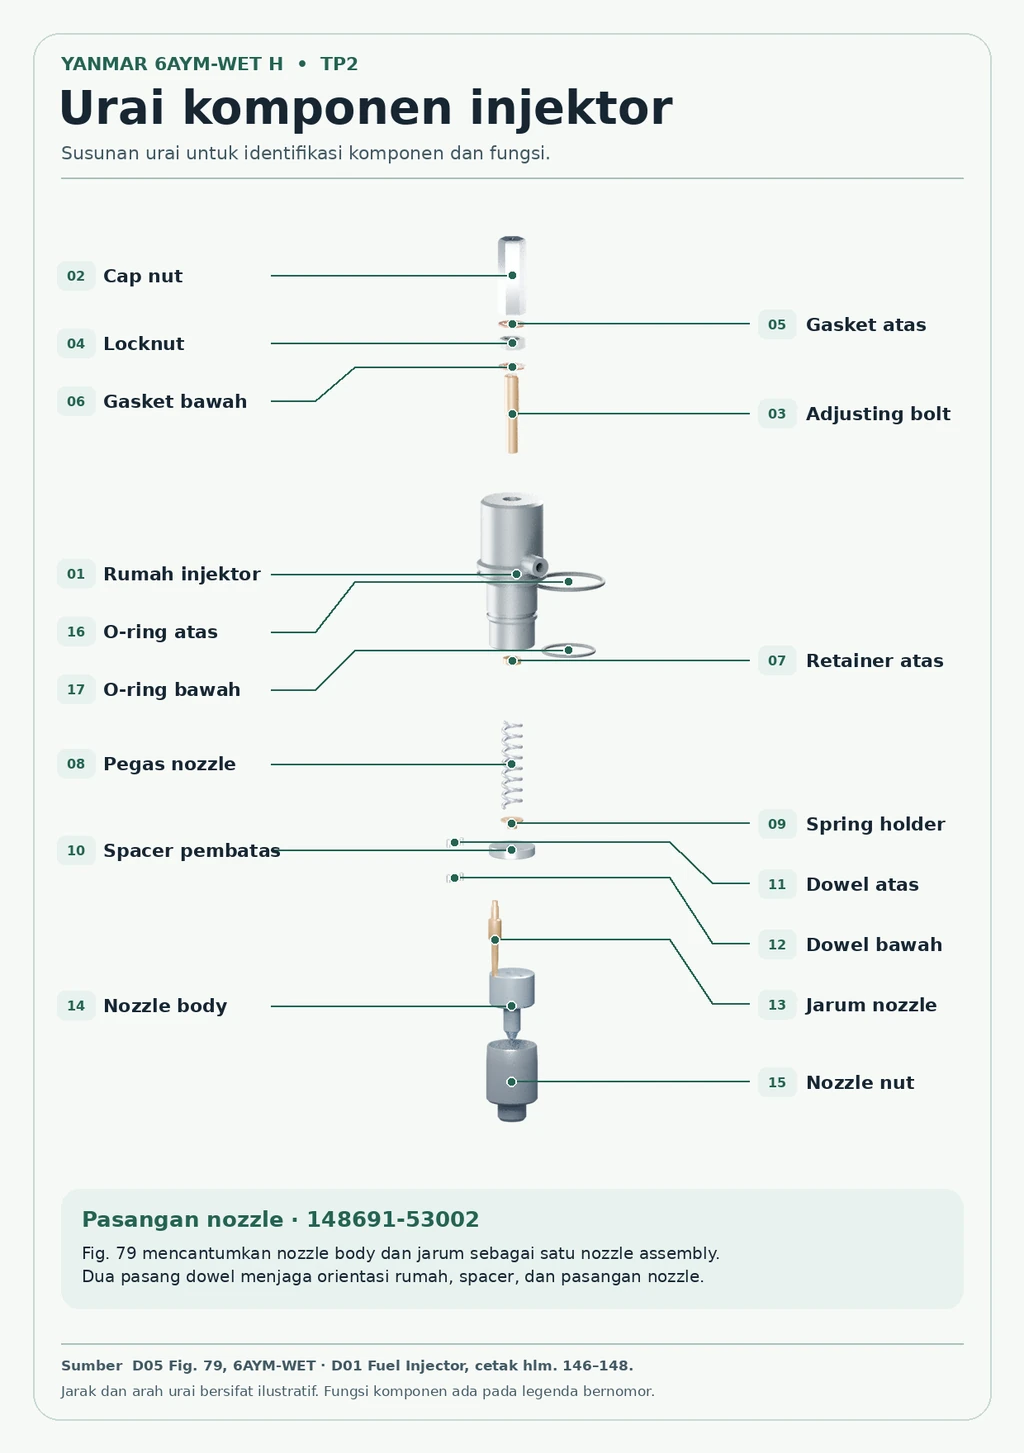 YANMAR 6AYM-WET H • TP2
Urai komponen injektor
Susunan urai untuk identifikasi komponen dan fungsi.
02 Cap nut
05 Gasket atas
04 Locknut
06 Gasket bawah
03 Adjusting bolt
01 Rumah injektor
16 O-ring atas
07 Retainer atas
17 O-ring bawah
08 Pegas nozzle
09 Spring holder
10 Spacer pembatas
11 Dowel atas
12 Dowel bawah
14 Nozzle body
13 Jarum nozzle
15 Nozzle nut
Pasangan nozzle · 148691-53002
Fig. 79 mencantumkan nozzle body dan jarum sebagai satu nozzle assembly.
Dua pasang dowel menjaga orientasi rumah, spacer, dan pasangan nozzle.
Sumber D05 Fig. 79, 6AYM-WET · D01 Fuel Injector, cetak hlm. 146–148.
Jarak dan arah urai bersifat ilustratif. Fungsi komponen ada pada legenda bernomor.